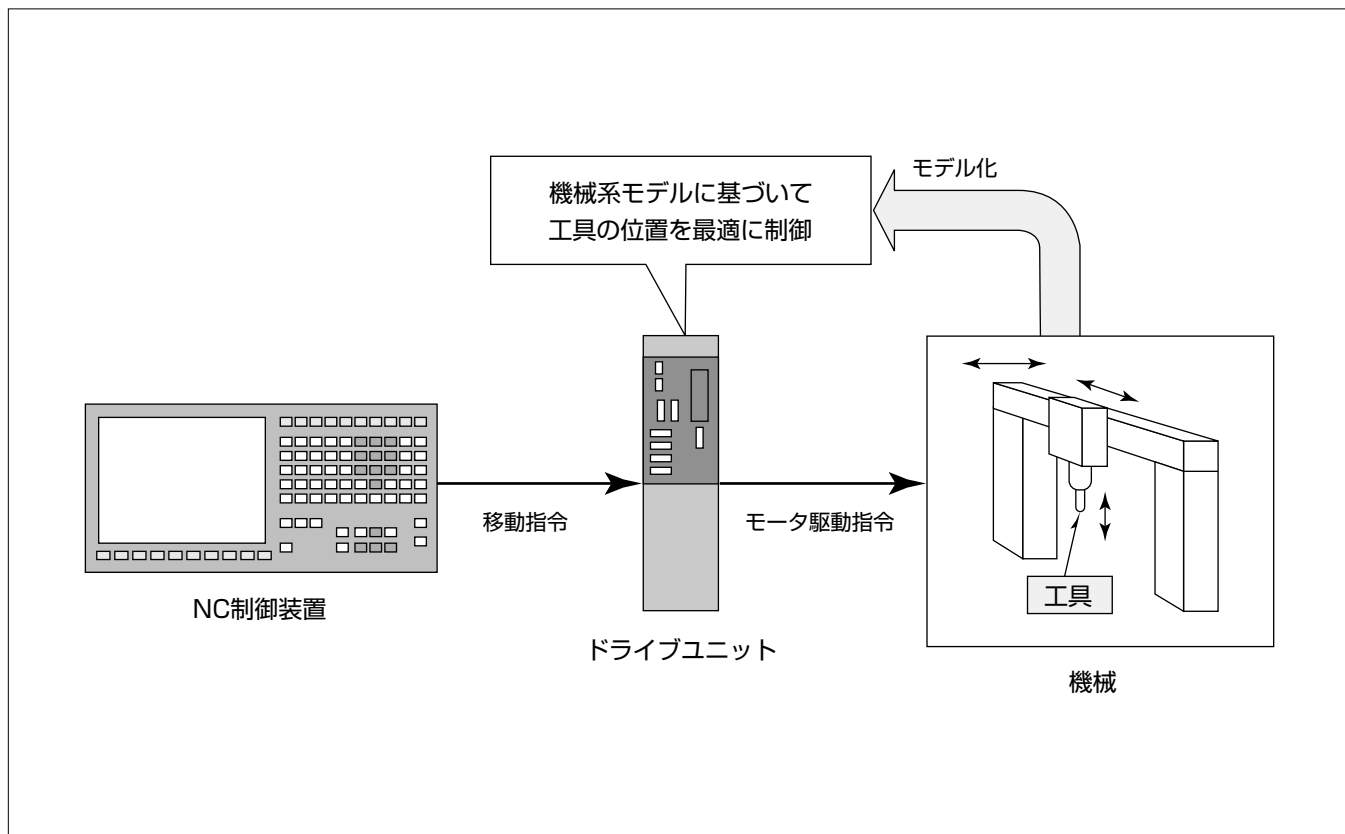 モデル化
機械系モデルに基づいて
工具の位置を最適に制御
移動指令
モータ駆動指令
工具
NC制御装置
ドライブユニット
機械